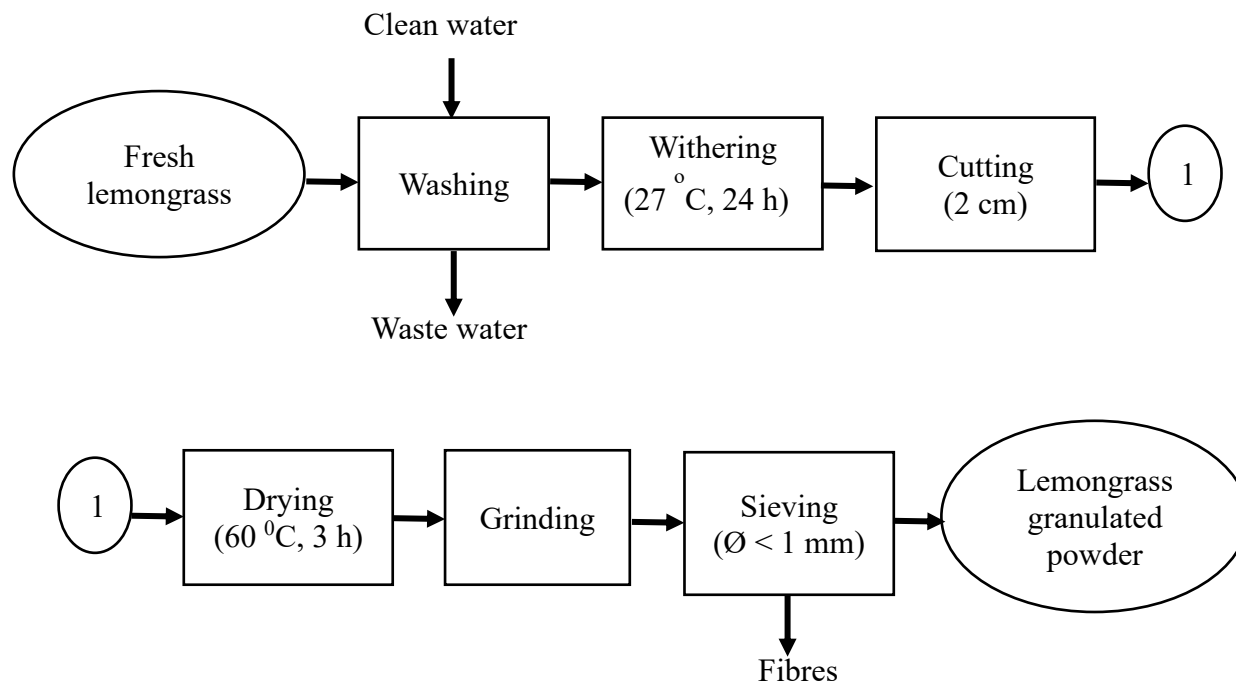 Clean water
Fresh
lemongrass
Washing
Withering
(27 °C, 24 h)
Cutting
(2 cm)
1
Waste water
1
Drying
(60 ⁰C, 3 h)
Grinding
Sieving
(Ø < 1 mm)
Lemongrass
granulated
powder
Fibres